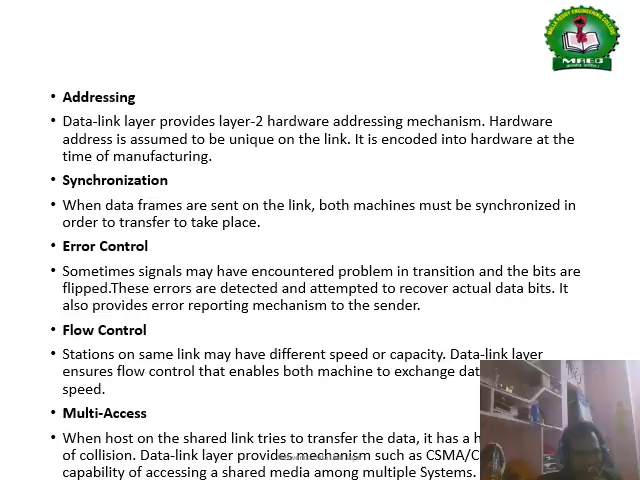 MALLA REDDY ENGINEERING COLLEGE
MREC
• Addressing
• Data-link layer provides layer-2 hardware addressing mechanism. Hardware
address is assumed to be unique on the link. It is encoded into hardware at the
time of manufacturing.
• Synchronization
• When data frames are sent on the link, both machines must be synchronized in
order to transfer to take place.
• Error Control
• Sometimes signals may have encountered problem in transition and the bits are
flipped.These errors are detected and attempted to recover actual data bits. It
also provides error reporting mechanism to the sender.
• Flow Control
• Stations on same link may have different speed or capacity. Data-link layer
ensures flow control that enables both machine to exchange dat
speed.
• Multi-Access
• When host on the shared link tries to transfer the data, it has a h
of collision. Data-link layer provides mechanism such as CSMA/C
capability of accessing a shared media among multiple Systems.